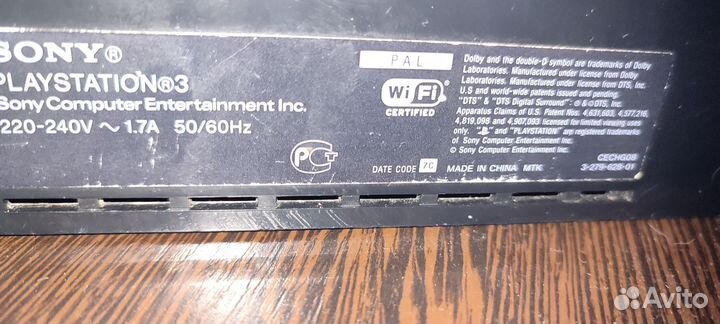 SONY®
PLAYSTATION®3
Sony Computer Entertainment Inc.
220-240V ～ 1.7A 50/60Hz
PAL
Wi Fi
CERTIFIED
PCT
DATE CODE 7C
MADE IN CHINA MTK
Dolby and the double-D symbol are trademarks of Dolby
Laboratories. Manufactured under license from Dolby
Laboratories. Manufactured under license from DTS, Inc.
U.S and world-wide patents issued and pending.
"DTS" & "DTS Digital Surround" ® & © DTS, Inc.
Apparatus Claims of U.S. Patent Nos. 4,631,603, 4,577,216,
4,819,098 and 4,907,093 licensed for limited viewing uses
only. "PS" and "PLAYSTATION" are registered trademarks
of Sony Computer Entertainment Inc.
© Sony Computer Entertainment Inc.
CECHG08
3-279-628-01
Avito